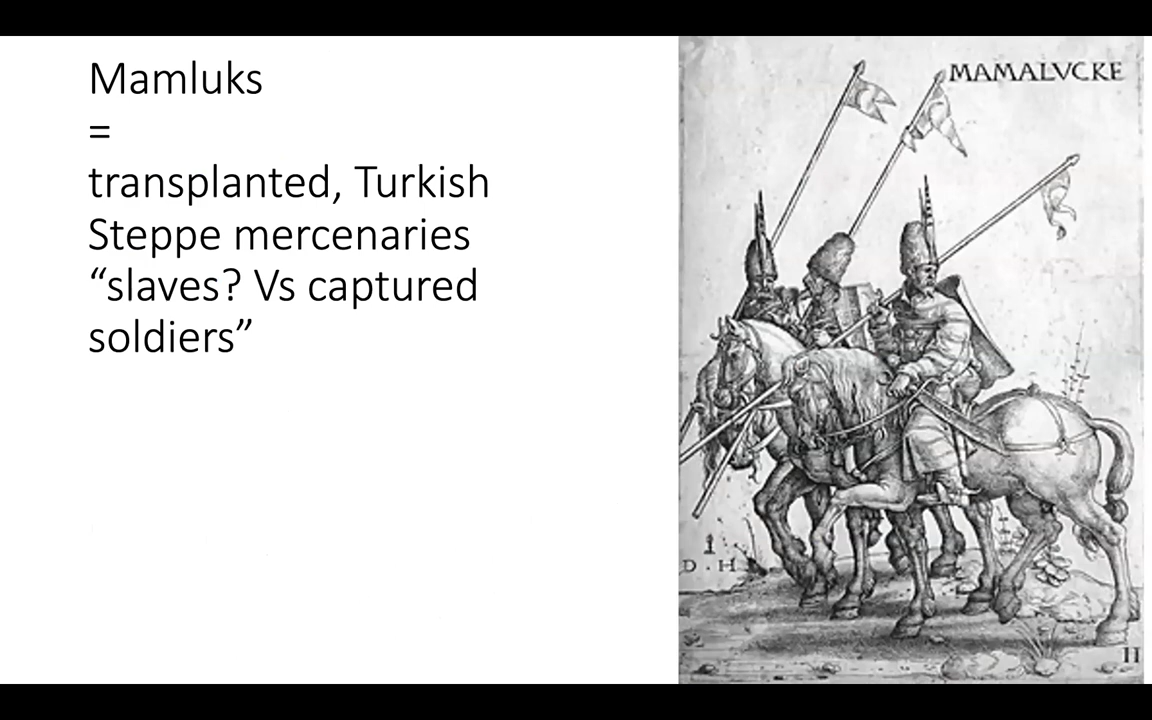 Mamluks
=
transplanted, Turkish
Steppe mercenaries
“slaves? Vs captured
soldiers”
MAMALVCKE
D · H
II